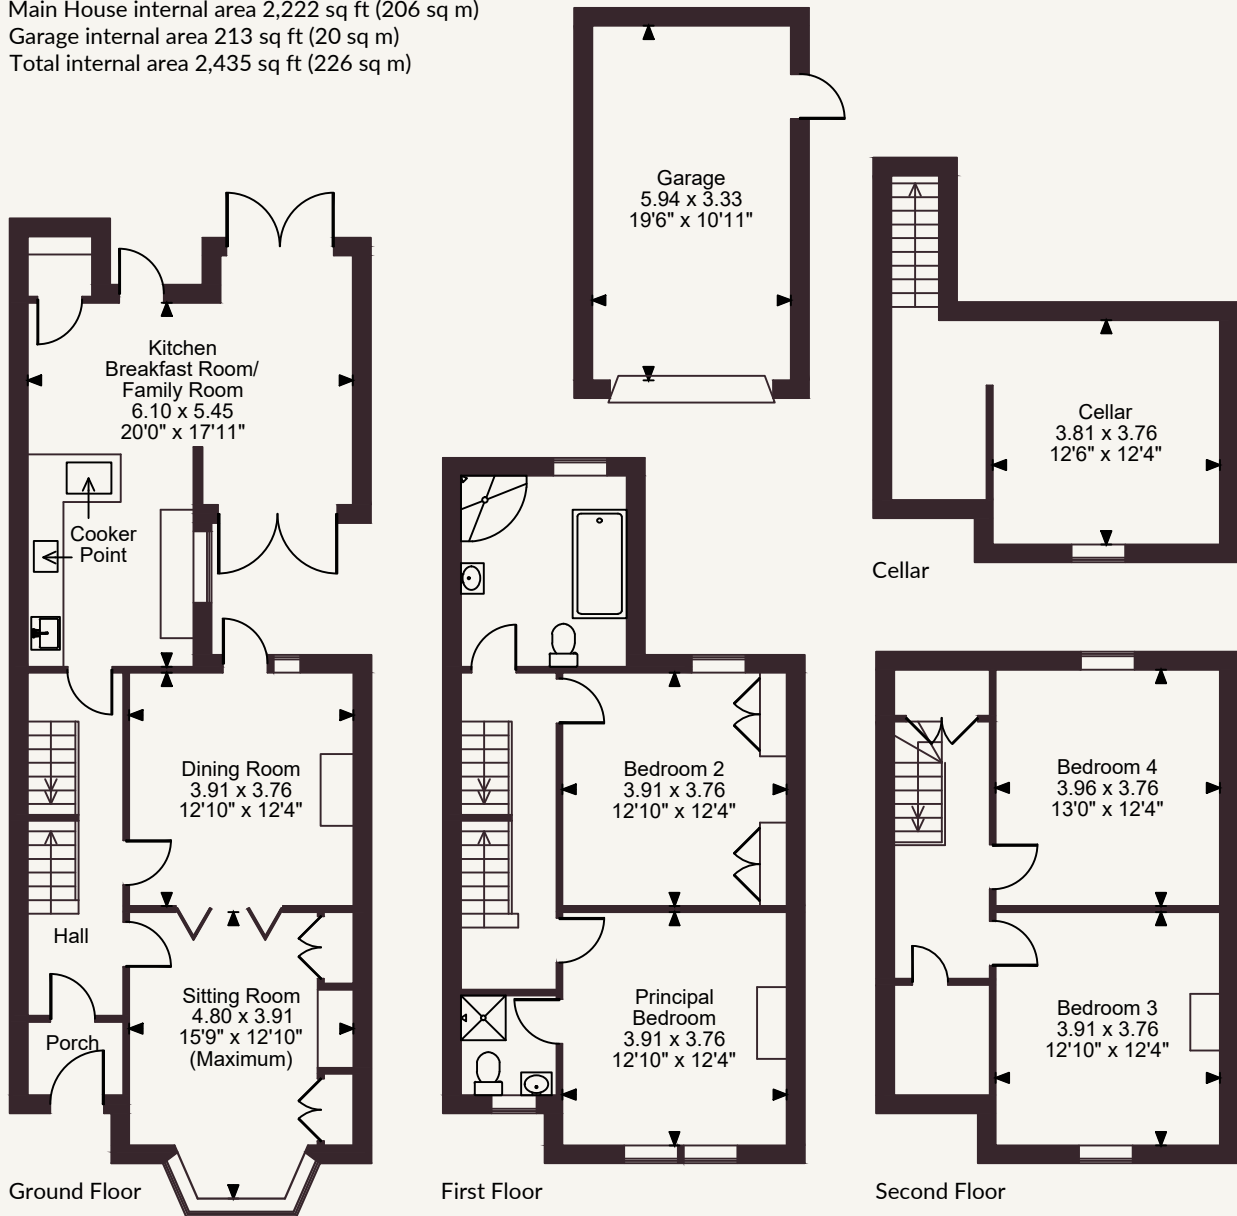 Main House internal area 2,222 sq ft (206 sq m)
Garage internal area 213 sq ft (20 sq m)
Total internal area 2,435 sq ft (226 sq m)
Garage
5.94 x 3.33
19'6" x 10'11"
Kitchen
Breakfast Room/
Family Room
6.10 x 5.45
20'0" x 17'11"
Cooker
Point
Dining Room
3.91 x 3.76
12'10" x 12'4"
Hall
Sitting Room
4.80 x 3.91
15'9" x 12'10"
(Maximum)
Porch
Ground Floor
Bedroom 2
3.91 x 3.76
12'10" x 12'4"
Principal
Bedroom
3.91 x 3.76
12'10" x 12'4"
First Floor
Cellar
3.81 x 3.76
12'6" x 12'4"
Cellar
Bedroom 4
3.96 x 3.76
13'0" x 12'4"
Bedroom 3
3.91 x 3.76
12'10" x 12'4"
Second Floor